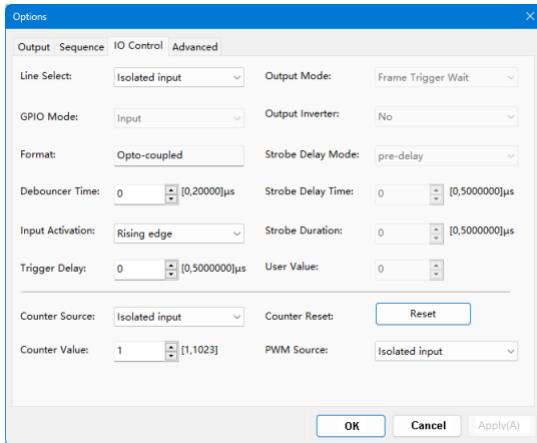 Options
Output Sequence IO Control Advanced
Line Select: Isolated input Output Mode: Frame Trigger Wait
GPIO Mode: Input Output Inverter: No
Format: Opto-coupled Strobe Delay Mode: pre-delay
Debouncer Time: 0 [0,20000]μs Strobe Delay Time: 0 [0,5000000]μs
Input Activation: Rising edge Strobe Duration: 0 [0,5000000]μs
Trigger Delay: 0 [0,5000000]μs User Value: 0
Counter Source: Isolated input Counter Reset: Reset
Counter Value: 1 [1,1023] PWM Source: Isolated input
OK Cancel Apply(A)